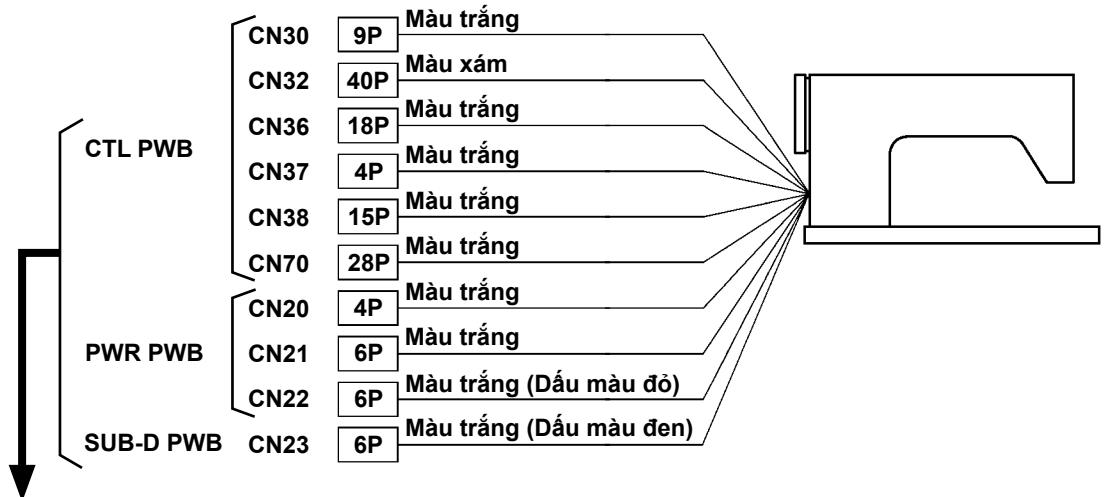 CN30 9P Màu trắng
CN32 40P Màu xám
CN36 18P Màu trắng
CTL PWB
CN37 4P Màu trắng
CN38 15P Màu trắng
CN70 28P Màu trắng
CN20 4P Màu trắng
PWR PWB CN21 6P Màu trắng
CN22 6P Màu trắng (Dấu màu đỏ)
SUB-D PWB CN23 6P Màu trắng (Dấu màu đen)